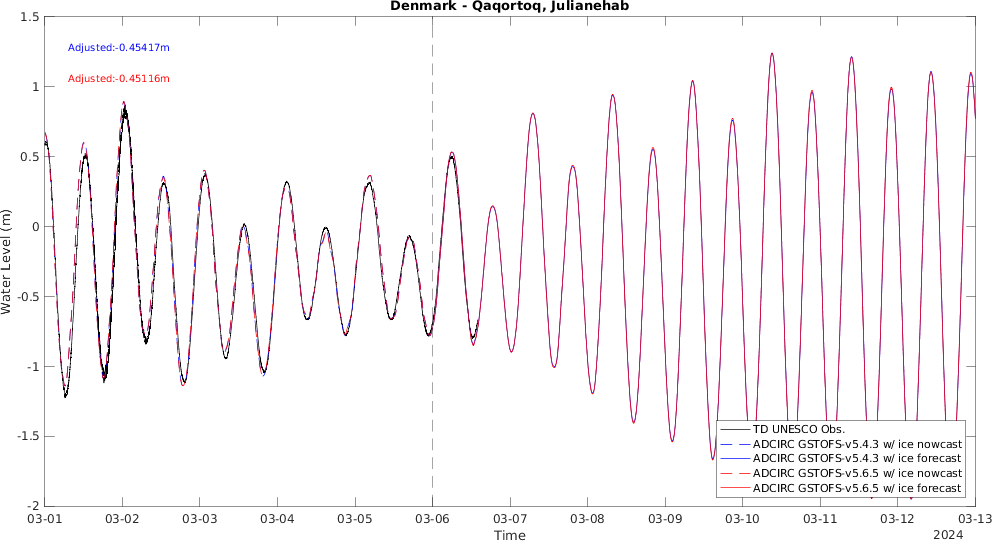 Denmark - Qaqortoq, Julianehab
Adjusted:-0.45417m
Adjusted:-0.45116m
Water Level (m)
1.5
1
0.5
0
-0.5
-1
-1.5
-2
TD UNESCO Obs.
ADCIRC GSTOFS-v5.4.3 w/ ice nowcast
ADCIRC GSTOFS-v5.4.3 w/ ice forecast
ADCIRC GSTOFS-v5.6.5 w/ ice nowcast
ADCIRC GSTOFS-v5.6.5 w/ ice forecast
03-01 03-02 03-03 03-04 03-05 03-06 03-07 03-08 03-09 03-10 03-11 03-12 03-13
Time
2024